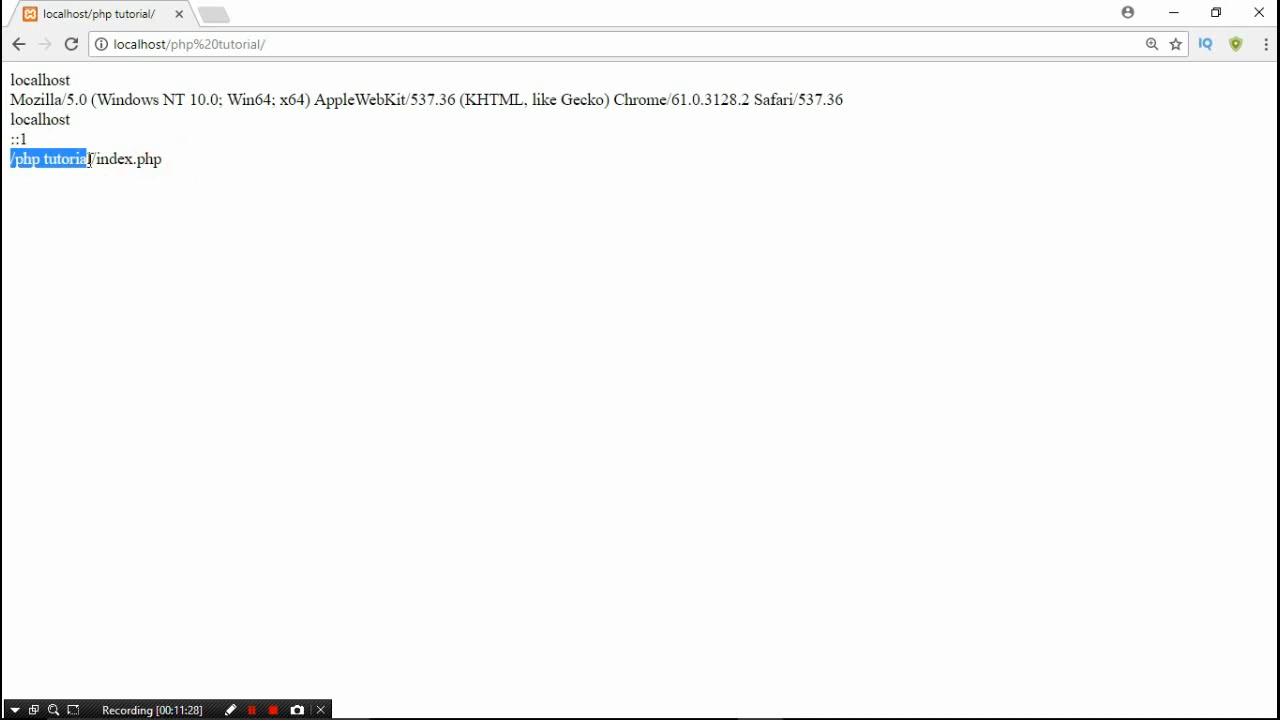 localhost/php tutorial/
localhost/php%20tutorial/
IQ
localhost
Mozilla/5.0 (Windows NT 10.0; Win64; x64) AppleWebKit/537.36 (KHTML, like Gecko) Chrome/61.0.3128.2 Safari/537.36
localhost
::1
/php tutorial/index.php
Recording [00:11:28]